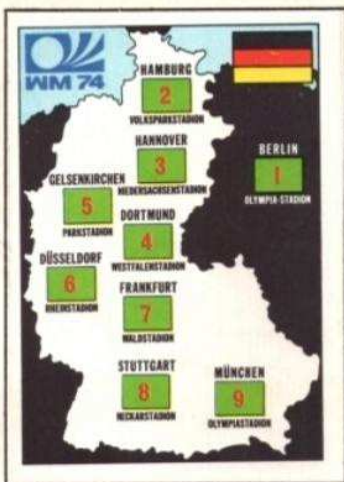 WM 74
HAMBURG
2
VOLKSPARKSTADION
HANNOVER
3
NIEDERSACHSENSTADION
BERLIN
1
OLYMPIA-STADION
GELSENKIRCHEN
5
PARKSTADION
DORTMUND
4
WESTFALENSTADION
DÜSSELDORF
6
RHEINSTADION
FRANKFURT
7
WALDSTADION
STUTTGART
8
NECKARSTADION
MÜNCHEN
9
OLYMPIASTADION